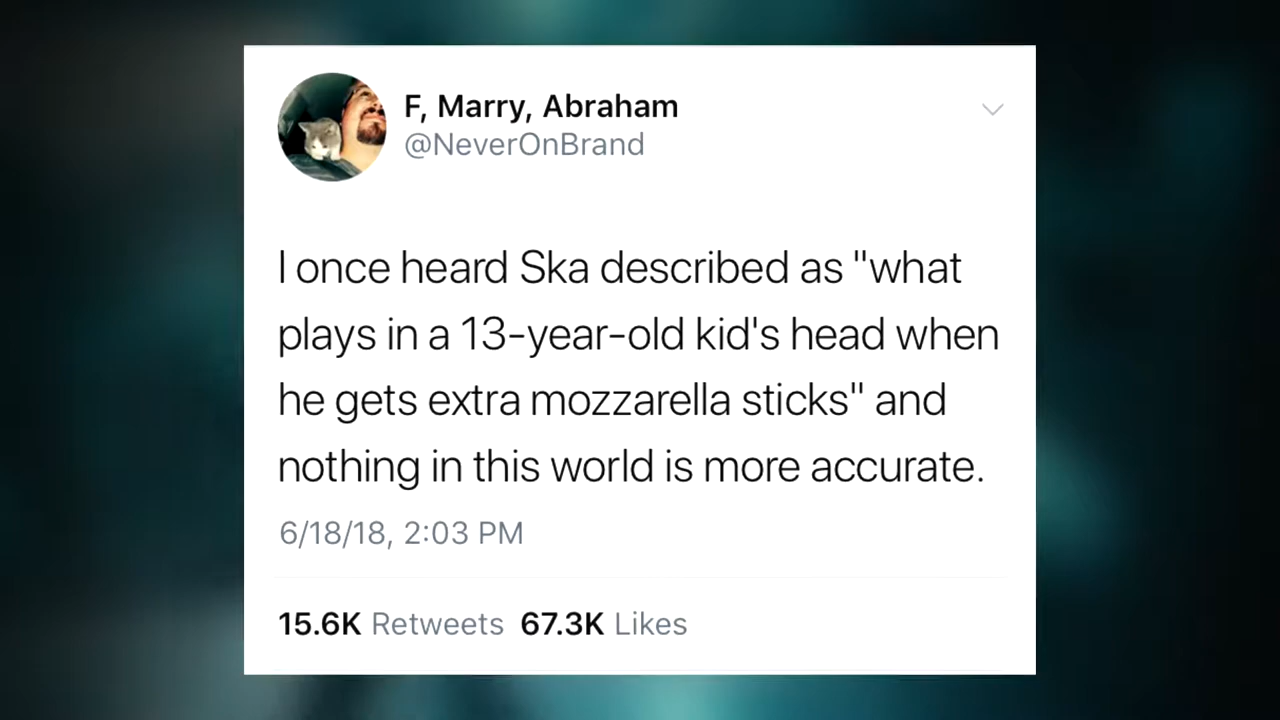 F, Marry, Abraham
@NeverOnBrand
I once heard Ska described as "what
plays in a 13-year-old kid's head when
he gets extra mozzarella sticks" and
nothing in this world is more accurate.
6/18/18, 2:03 PM
15.6K Retweets 67.3K Likes